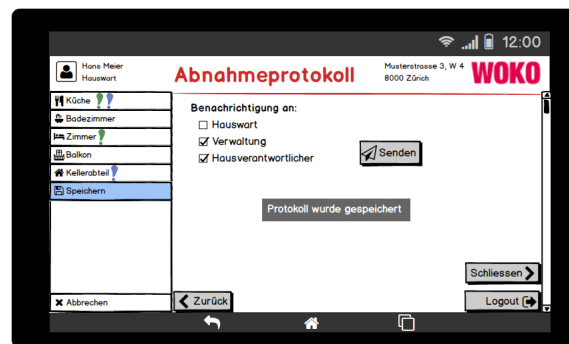 12:00
Hans Meier
Hauswart
Abnahmeprotokoll
Musterstrasse 3, W 4
8000 Zürich
WOKO
Küche
Badezimmer
Zimmer
Balkon
Kellerabteil
Speichern
Abbrechen
Benachrichtigung an:
Hauswart
Verwaltung
Hausverantwortlicher
Senden
Protokoll wurde gespeichert
Schliessen
Zurück
Logout